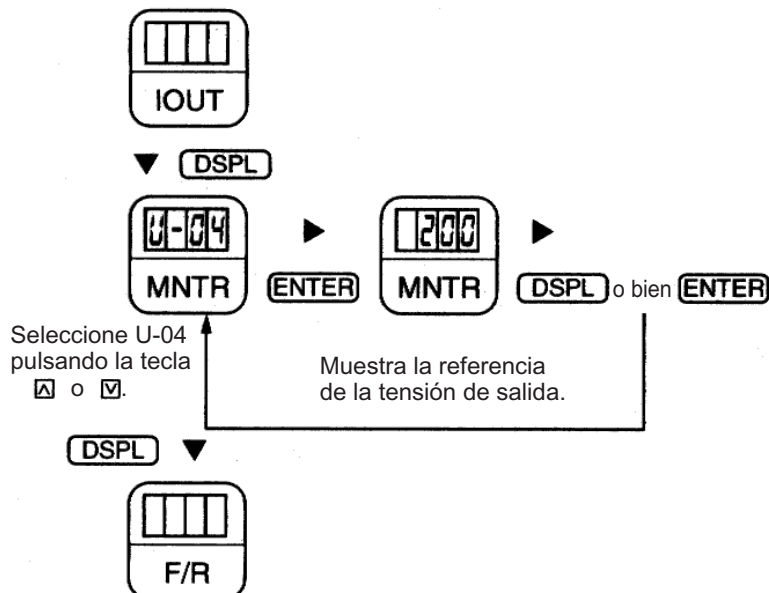 IOUT
DSPL
U-04
MNTR
ENTER
200
MNTR
DSPL o bien ENTER
Seleccione U-04
pulsando la tecla
∧ o ∨.
Muestra la referencia
de la tensión de salida.
DSPL
F/R